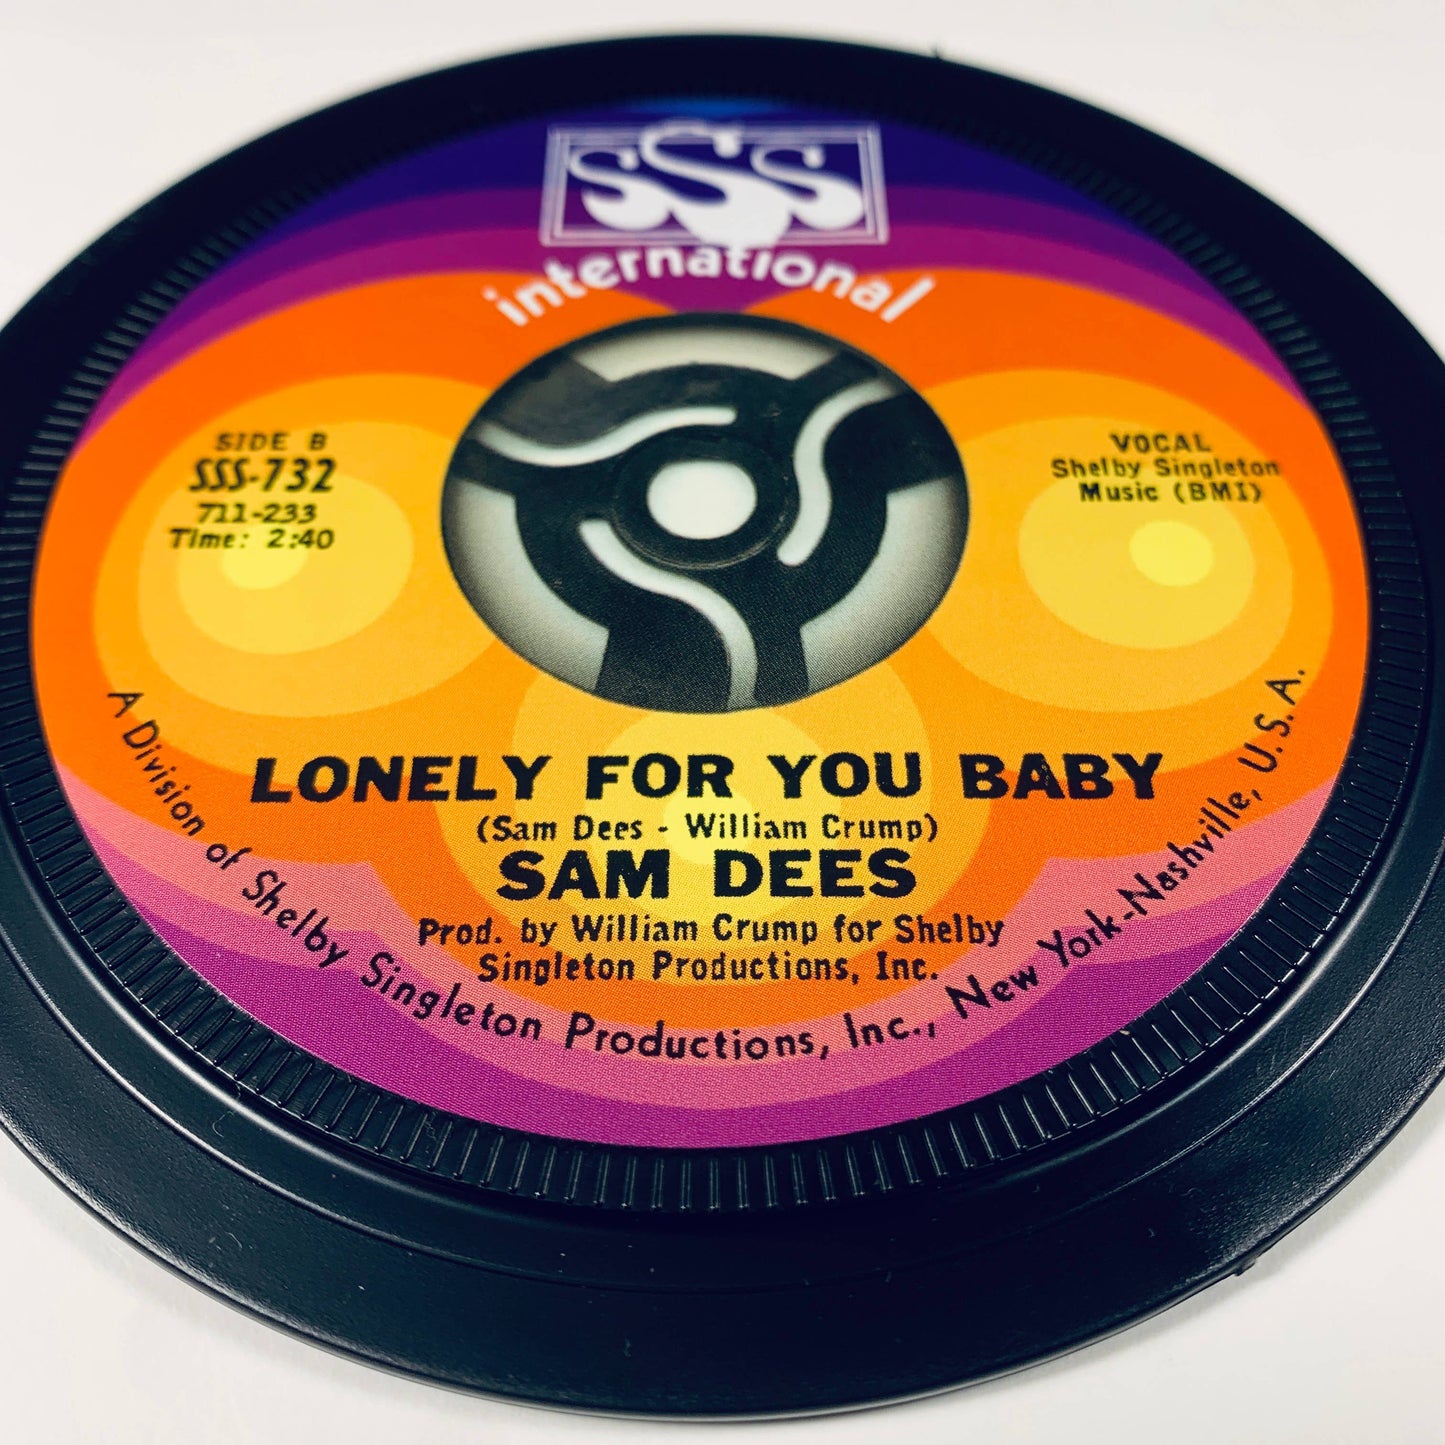 SSS
international
SIDE B
SSS-732
711-233
Time: 2:40
VOCAL
Shelby Singleton
Music (BMI)
LONELY FOR YOU BABY
(Sam Dees - William Crump)
SAM DEES
Prod. by William Crump for Shelby
Singleton Productions, Inc.
A Division of Shelby Singleton Productions, Inc., New York-Nashville, U.S.A.